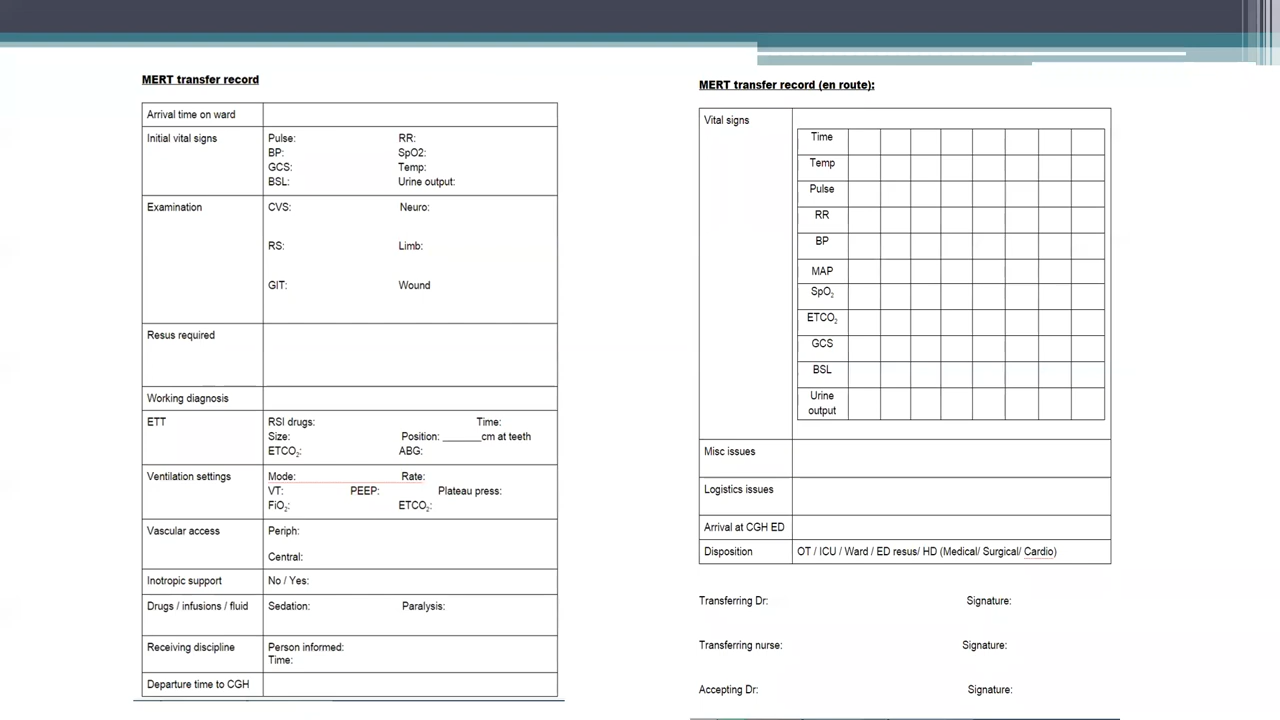 MERT transfer record
Arrival time on ward
Initial vital signs
Pulse: RR:
BP: SpO2:
GCS: Temp:
BSL: Urine output:
Examination
CVS: Neuro:
RS: Limb:
GIT: Wound
Resus required
Working diagnosis
ETT
RSI drugs: Time:
Size: Position: ______cm at teeth
ETCO₂: ABG:
Ventilation settings
Mode: Rate:
VT: PEEP: Plateau press:
FiO₂: ETCO₂:
Vascular access
Periph:
Central:
Inotropic support
No / Yes:
Drugs / infusions / fluid
Sedation: Paralysis:
Receiving discipline
Person informed:
Time:
Departure time to CGH
MERT transfer record (en route):
Vital signs
Time
Temp
Pulse
RR
BP
MAP
SpO₂
ETCO₂
GCS
BSL
Urine
output
Misc issues
Logistics issues
Arrival at CGH ED
Disposition
OT / ICU / Ward / ED resus/ HD (Medical/ Surgical/ Cardio)
Transferring Dr: Signature:
Transferring nurse: Signature:
Accepting Dr: Signature: